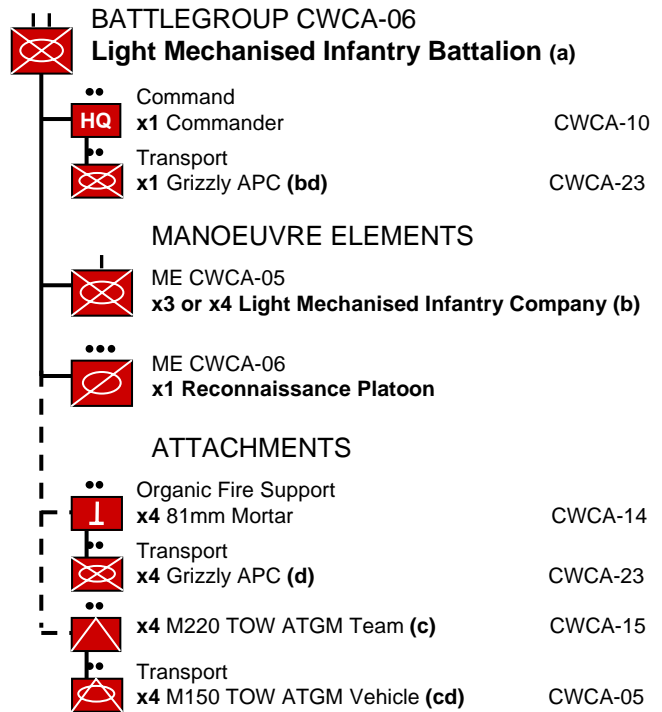 BATTLEGROUP CWCA-06
Light Mechanised Infantry Battalion (a)
Command
HQ
x1 Commander CWCA-10
Transport
x1 Grizzly APC (bd) CWCA-23
MANOEUVRE ELEMENTS
ME CWCA-05
x3 or x4 Light Mechanised Infantry Company (b)
ME CWCA-06
x1 Reconnaissance Platoon
ATTACHMENTS
Organic Fire Support
x4 81mm Mortar CWCA-14
Transport
x4 Grizzly APC (d) CWCA-23
x4 M220 TOW ATGM Team (c) CWCA-15
Transport
x4 M150 TOW ATGM Vehicle (cd) CWCA-05